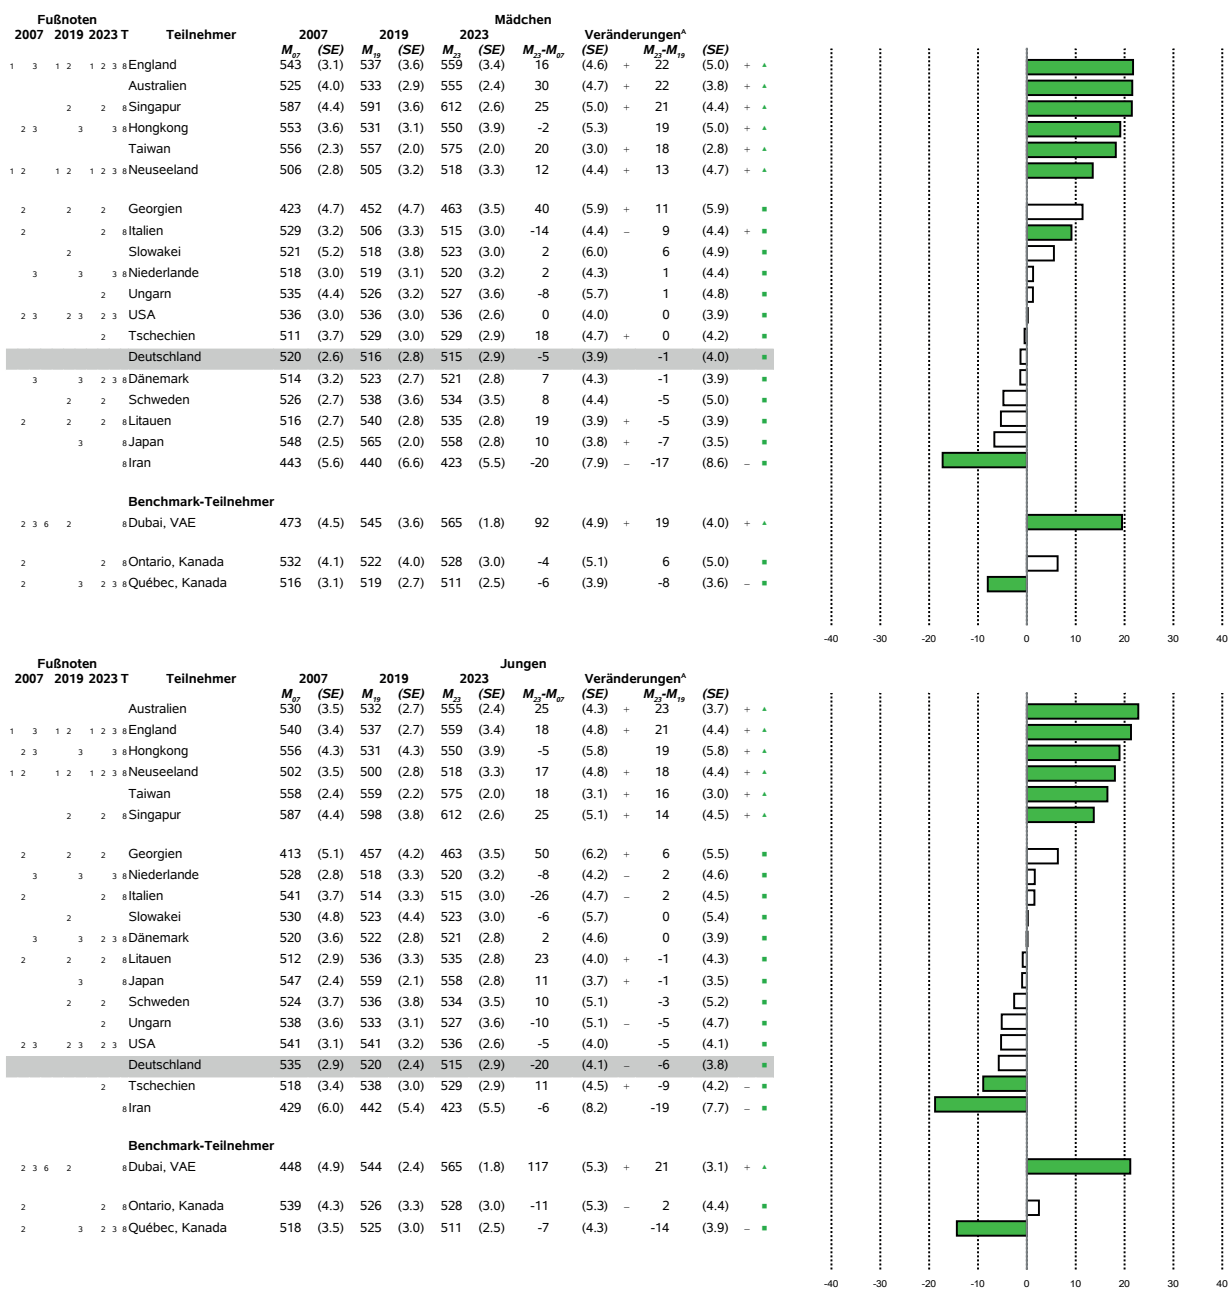 Fußnoten Mädchen
2007 2019 2023 T Teilnehmer 2007 2019 2023 Veränderungenᴬ
M07 (SE) M19 (SE) M23 (SE) M23-M07 (SE) M23-M19 (SE)
1 3 1 2 1 2 3 8 England 543 (3.1) 537 (3.6) 559 (3.4) 16 (4.6) + 22 (5.0) + ▲
Australien 525 (4.0) 533 (2.9) 555 (2.4) 30 (4.7) + 22 (3.8) + ▲
2 2 8 Singapur 587 (4.4) 591 (3.6) 612 (2.6) 25 (5.0) + 21 (4.4) + ▲
2 3 3 3 8 Hongkong 553 (3.6) 531 (3.1) 550 (3.9) -2 (5.3) 19 (5.0) + ▲
Taiwan 556 (2.3) 557 (2.0) 575 (2.0) 20 (3.0) + 18 (2.8) + ▲
1 2 1 2 1 2 3 8 Neuseeland 506 (2.8) 505 (3.2) 518 (3.3) 12 (4.4) + 13 (4.7) + ▲
2 2 2 Georgien 423 (4.7) 452 (4.7) 463 (3.5) 40 (5.9) + 11 (5.9) ■
2 2 8 Italien 529 (3.2) 506 (3.3) 515 (3.0) -14 (4.4) – 9 (4.4) + ■
2 Slowakei 521 (5.2) 518 (3.8) 523 (3.0) 2 (6.0) 6 (4.9) ■
3 3 3 8 Niederlande 518 (3.0) 519 (3.1) 520 (3.2) 2 (4.3) 1 (4.4) ■
2 Ungarn 535 (4.4) 526 (3.2) 527 (3.6) -8 (5.7) 1 (4.8) ■
2 3 2 3 2 3 USA 536 (3.0) 536 (3.0) 536 (2.6) 0 (4.0) 0 (3.9) ■
2 Tschechien 511 (3.7) 529 (3.0) 529 (2.9) 18 (4.7) + 0 (4.2) ■
Deutschland 520 (2.6) 516 (2.8) 515 (2.9) -5 (3.9) -1 (4.0) ■
3 3 2 3 8 Dänemark 514 (3.2) 523 (2.7) 521 (2.8) 7 (4.3) -1 (3.9) ■
2 2 Schweden 526 (2.7) 538 (3.6) 534 (3.5) 8 (4.4) -5 (5.0) ■
2 2 2 8 Litauen 516 (2.7) 540 (2.8) 535 (2.8) 19 (3.9) + -5 (3.9) ■
3 8 Japan 548 (2.5) 565 (2.0) 558 (2.8) 10 (3.8) + -7 (3.5) ■
8 Iran 443 (5.6) 440 (6.6) 423 (5.5) -20 (7.9) – -17 (8.6) – ■
Benchmark-Teilnehmer
2 3 6 2 8 Dubai, VAE 473 (4.5) 545 (3.6) 565 (1.8) 92 (4.9) + 19 (4.0) + ▲
2 2 8 Ontario, Kanada 532 (4.1) 522 (4.0) 528 (3.0) -4 (5.1) 6 (5.0) ■
2 3 2 3 8 Québec, Kanada 516 (3.1) 519 (2.7) 511 (2.5) -6 (3.9) -8 (3.6) – ■
-40 -30 -20 -10 0 10 20 30 40
Fußnoten Jungen
2007 2019 2023 T Teilnehmer 2007 2019 2023 Veränderungenᴬ
M07 (SE) M19 (SE) M23 (SE) M23-M07 (SE) M23-M19 (SE)
Australien 530 (3.5) 532 (2.7) 555 (2.4) 25 (4.3) + 23 (3.7) + ▲
1 3 1 2 1 2 3 8 England 540 (3.4) 537 (2.7) 559 (3.4) 18 (4.8) + 21 (4.4) + ▲
2 3 3 3 8 Hongkong 556 (4.3) 531 (4.3) 550 (3.9) -5 (5.8) 19 (5.8) + ▲
1 2 1 2 1 2 3 8 Neuseeland 502 (3.5) 500 (2.8) 518 (3.3) 17 (4.8) + 18 (4.4) + ▲
Taiwan 558 (2.4) 559 (2.2) 575 (2.0) 18 (3.1) + 16 (3.0) + ▲
2 2 8 Singapur 587 (4.4) 598 (3.8) 612 (2.6) 25 (5.1) + 14 (4.5) + ▲
2 2 2 Georgien 413 (5.1) 457 (4.2) 463 (3.5) 50 (6.2) + 6 (5.5) ■
3 3 3 8 Niederlande 528 (2.8) 518 (3.3) 520 (3.2) -8 (4.2) – 2 (4.6) ■
2 2 8 Italien 541 (3.7) 514 (3.3) 515 (3.0) -26 (4.7) – 2 (4.5) ■
2 Slowakei 530 (4.8) 523 (4.4) 523 (3.0) -6 (5.7) 0 (5.4) ■
3 3 2 3 8 Dänemark 520 (3.6) 522 (2.8) 521 (2.8) 2 (4.6) 0 (3.9) ■
2 2 2 8 Litauen 512 (2.9) 536 (3.3) 535 (2.8) 23 (4.0) + -1 (4.3) ■
3 8 Japan 547 (2.4) 559 (2.1) 558 (2.8) 11 (3.7) + -1 (3.5) ■
2 2 Schweden 524 (3.7) 536 (3.8) 534 (3.5) 10 (5.1) -3 (5.2) ■
2 Ungarn 538 (3.6) 533 (3.1) 527 (3.6) -10 (5.1) – -5 (4.7) ■
2 3 2 3 2 3 USA 541 (3.1) 541 (3.2) 536 (2.6) -5 (4.0) -5 (4.1) ■
Deutschland 535 (2.9) 520 (2.4) 515 (2.9) -20 (4.1) – -6 (3.8) ■
2 Tschechien 518 (3.4) 538 (3.0) 529 (2.9) 11 (4.5) + -9 (4.2) – ■
8 Iran 429 (6.0) 442 (5.4) 423 (5.5) -6 (8.2) -19 (7.7) – ■
Benchmark-Teilnehmer
2 3 6 2 8 Dubai, VAE 448 (4.9) 544 (2.4) 565 (1.8) 117 (5.3) + 21 (3.1) + ▲
2 2 8 Ontario, Kanada 539 (4.3) 526 (3.3) 528 (3.0) -11 (5.3) – 2 (4.4) ■
2 3 2 3 8 Québec, Kanada 518 (3.5) 525 (3.0) 511 (2.5) -7 (4.3) -14 (3.9) – ■
-40 -30 -20 -10 0 10 20 30 40